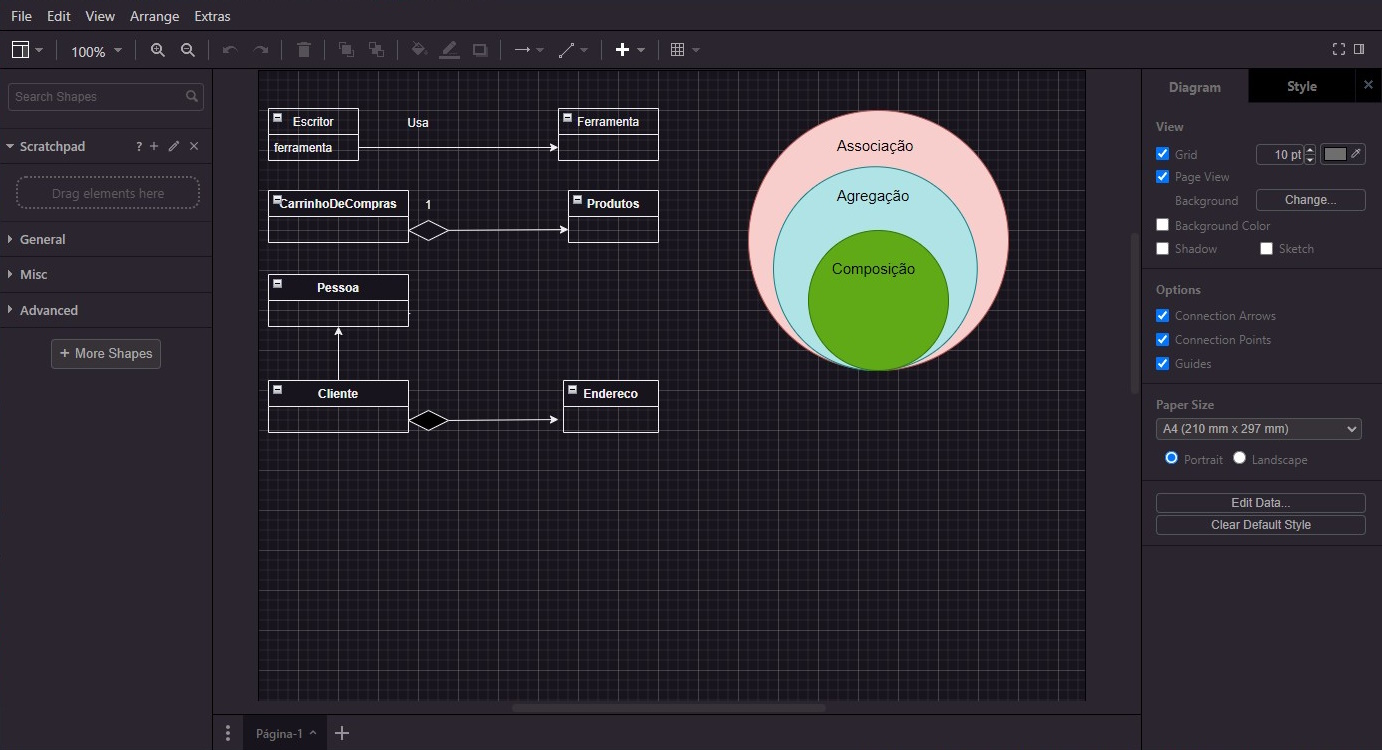 File Edit View Arrange Extras
100%
Search Shapes
Scratchpad ?
Drag elements here
General
Misc
Advanced
+ More Shapes
Escritor
ferramenta
Usa
Ferramenta
CarrinhoDeCompras
1
Produtos
Pessoa
Cliente
Endereco
Associação
Agregação
Composição
Página-1
Diagram Style
View
Grid 10 pt
Page View
Background Change...
Background Color
Shadow Sketch
Options
Connection Arrows
Connection Points
Guides
Paper Size
A4 (210 mm x 297 mm)
Portrait Landscape
Edit Data...
Clear Default Style